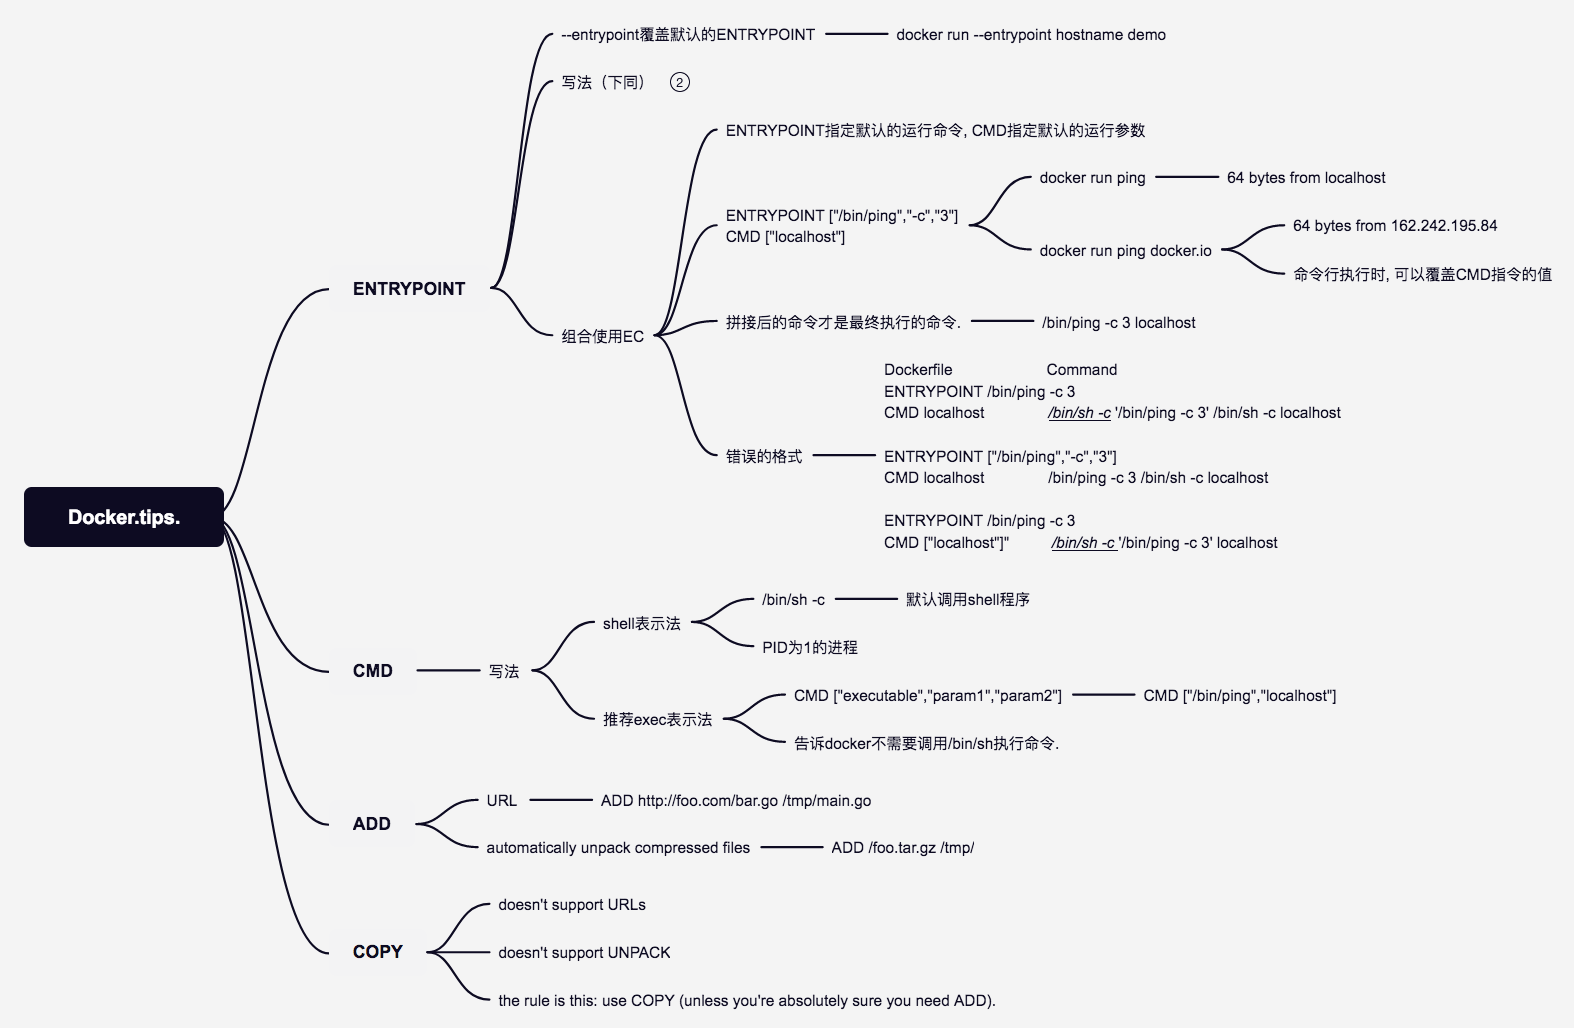 Docker.tips.
ENTRYPOINT
--entrypoint覆盖默认的ENTRYPOINT
docker run --entrypoint hostname demo
写法（下同） ②
组合使用EC
ENTRYPOINT指定默认的运行命令, CMD指定默认的运行参数
ENTRYPOINT ["/bin/ping","-c","3"]
CMD ["localhost"]
docker run ping
64 bytes from localhost
docker run ping docker.io
64 bytes from 162.242.195.84
命令行执行时, 可以覆盖CMD指令的值
拼接后的命令才是最终执行的命令.
/bin/ping -c 3 localhost
错误的格式
Dockerfile Command
ENTRYPOINT /bin/ping -c 3
CMD localhost /bin/sh -c '/bin/ping -c 3' /bin/sh -c localhost
ENTRYPOINT ["/bin/ping","-c","3"]
CMD localhost /bin/ping -c 3 /bin/sh -c localhost
ENTRYPOINT /bin/ping -c 3
CMD ["localhost"]" /bin/sh -c '/bin/ping -c 3' localhost
CMD
写法
shell表示法
/bin/sh -c
默认调用shell程序
PID为1的进程
推荐exec表示法
CMD ["executable","param1","param2"]
CMD ["/bin/ping","localhost"]
告诉docker不需要调用/bin/sh执行命令.
ADD
URL
ADD http://foo.com/bar.go /tmp/main.go
automatically unpack compressed files
ADD /foo.tar.gz /tmp/
COPY
doesn't support URLs
doesn't support UNPACK
the rule is this: use COPY (unless you're absolutely sure you need ADD).